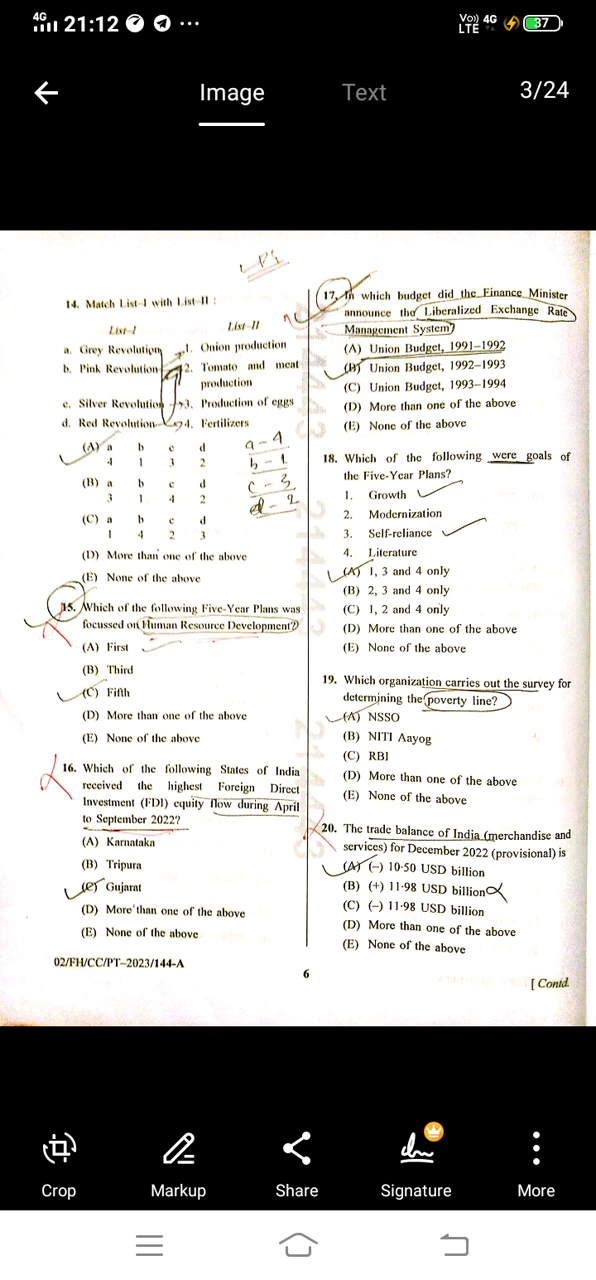 4G 21:12 ...
Vo)) LTE 4G 37
Image Text 3/24
14. Match List-I with List-II :
List-I List-II
a. Grey Revolution 1. Onion production
b. Pink Revolution 2. Tomato and meat
production
c. Silver Revolution 3. Production of eggs
d. Red Revolution 4. Fertilizers
(A) a b c d
4 1 3 2
(B) a b c d
3 1 4 2
(C) a b c d
1 4 2 3
(D) More than one of the above
(E) None of the above
a - 4
b - 1
c - 3
d - 2
15. Which of the following Five-Year Plans was
focussed on Human Resource Development?
(A) First
(B) Third
(C) Fifth
(D) More than one of the above
(E) None of the above
16. Which of the following States of India
received the highest Foreign Direct
Investment (FDI) equity flow during April
to September 2022?
(A) Karnataka
(B) Tripura
(C) Gujarat
(D) More than one of the above
(E) None of the above
02/FH/CC/PT-2023/144-A
17. In which budget did the Finance Minister
announce the Liberalized Exchange Rate
Management System?
(A) Union Budget, 1991-1992
(B) Union Budget, 1992-1993
(C) Union Budget, 1993-1994
(D) More than one of the above
(E) None of the above
18. Which of the following were goals of
the Five-Year Plans?
1. Growth
2. Modernization
3. Self-reliance
4. Literature
(A) 1, 3 and 4 only
(B) 2, 3 and 4 only
(C) 1, 2 and 4 only
(D) More than one of the above
(E) None of the above
19. Which organization carries out the survey for
determining the poverty line?
(A) NSSO
(B) NITI Aayog
(C) RBI
(D) More than one of the above
(E) None of the above
20. The trade balance of India (merchandise and
services) for December 2022 (provisional) is
(A) (–) 10·50 USD billion
(B) (+) 11·98 USD billion
(C) (–) 11·98 USD billion
(D) More than one of the above
(E) None of the above
6
[ Contd.
Crop Markup Share Signature More